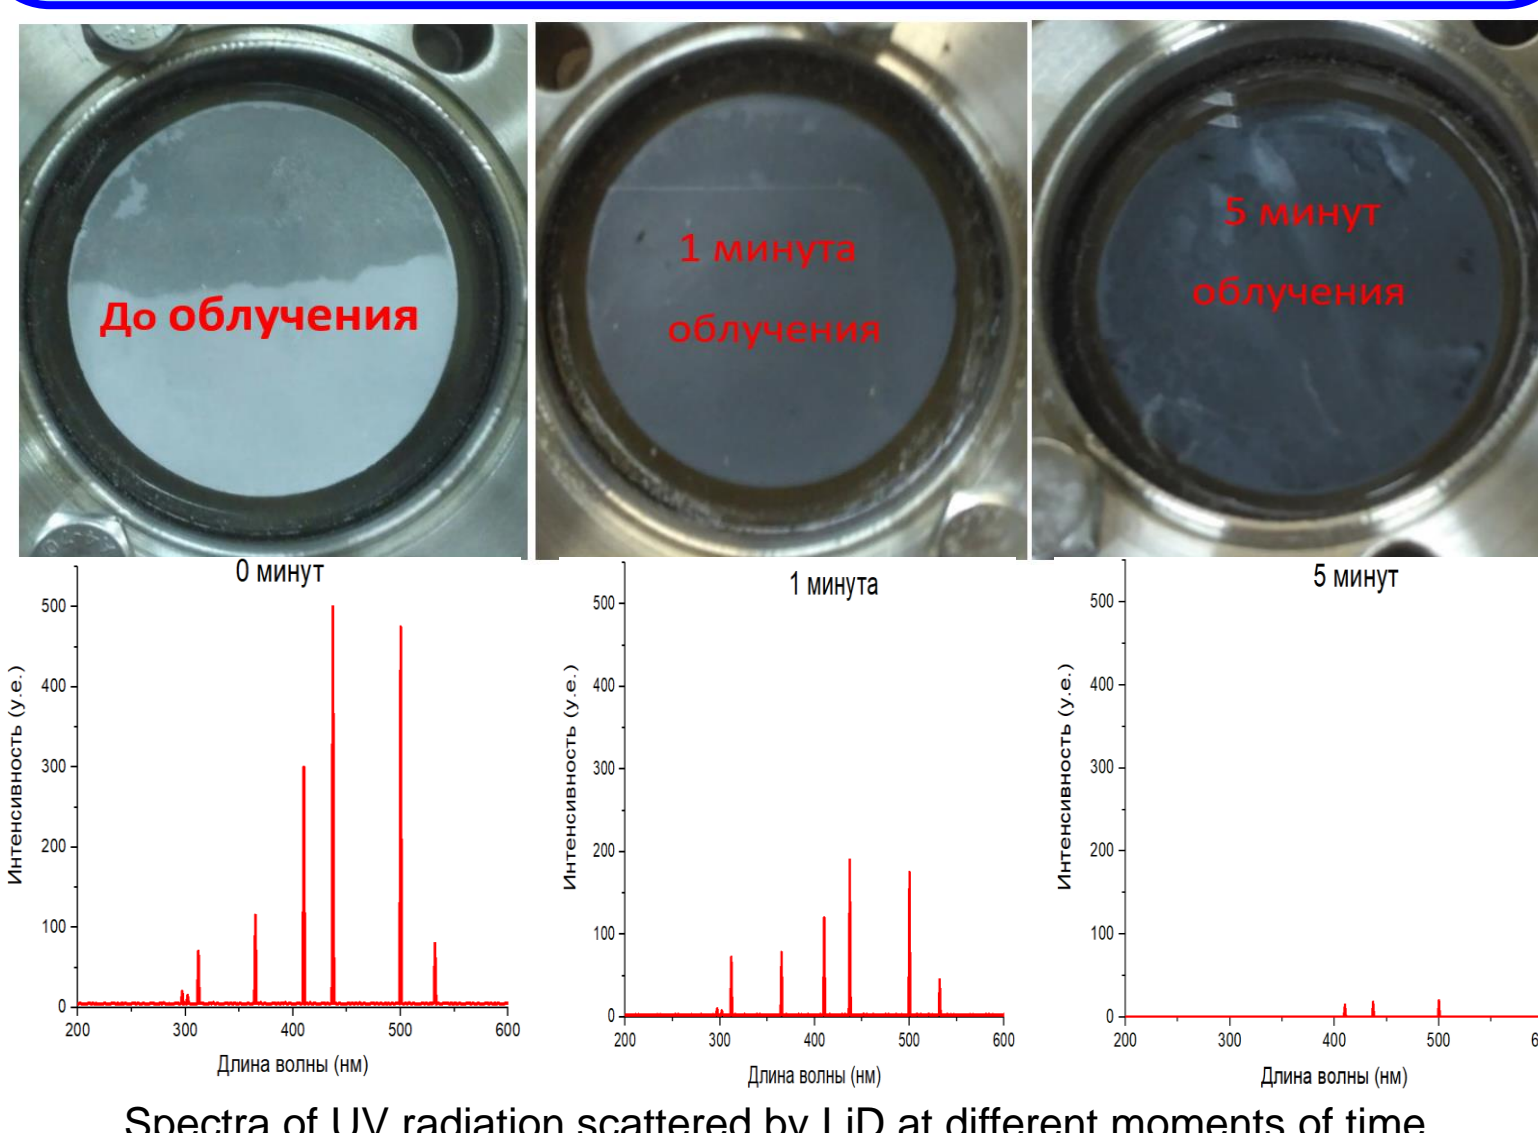 До облучения
1 минута
облучения
5 минут
облучения
0 минут
500
400
300
200
100
0
200 300 400 500 600
Интенсивность (у.е.)
Длина волны (нм)
1 минута
500
400
300
200
100
0
200 300 400 500 600
Интенсивность (у.е.)
Длина волны (нм)
5 минут
500
400
300
200
100
0
200 300 400 500
Интенсивность (у.е.)
Длина волны (нм)
Spectra of UV radiation scattered by LiD at different moments of time